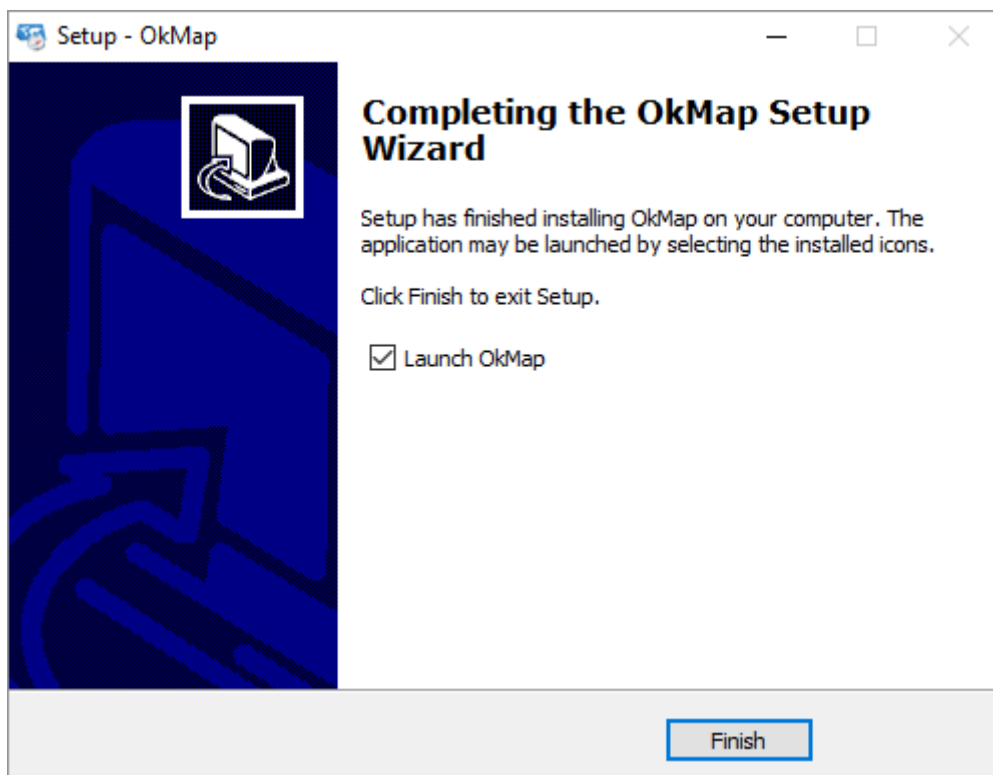 Setup - OkMap
Completing the OkMap Setup
Wizard
Setup has finished installing OkMap on your computer. The
application may be launched by selecting the installed icons.
Click Finish to exit Setup.
Launch OkMap
Finish